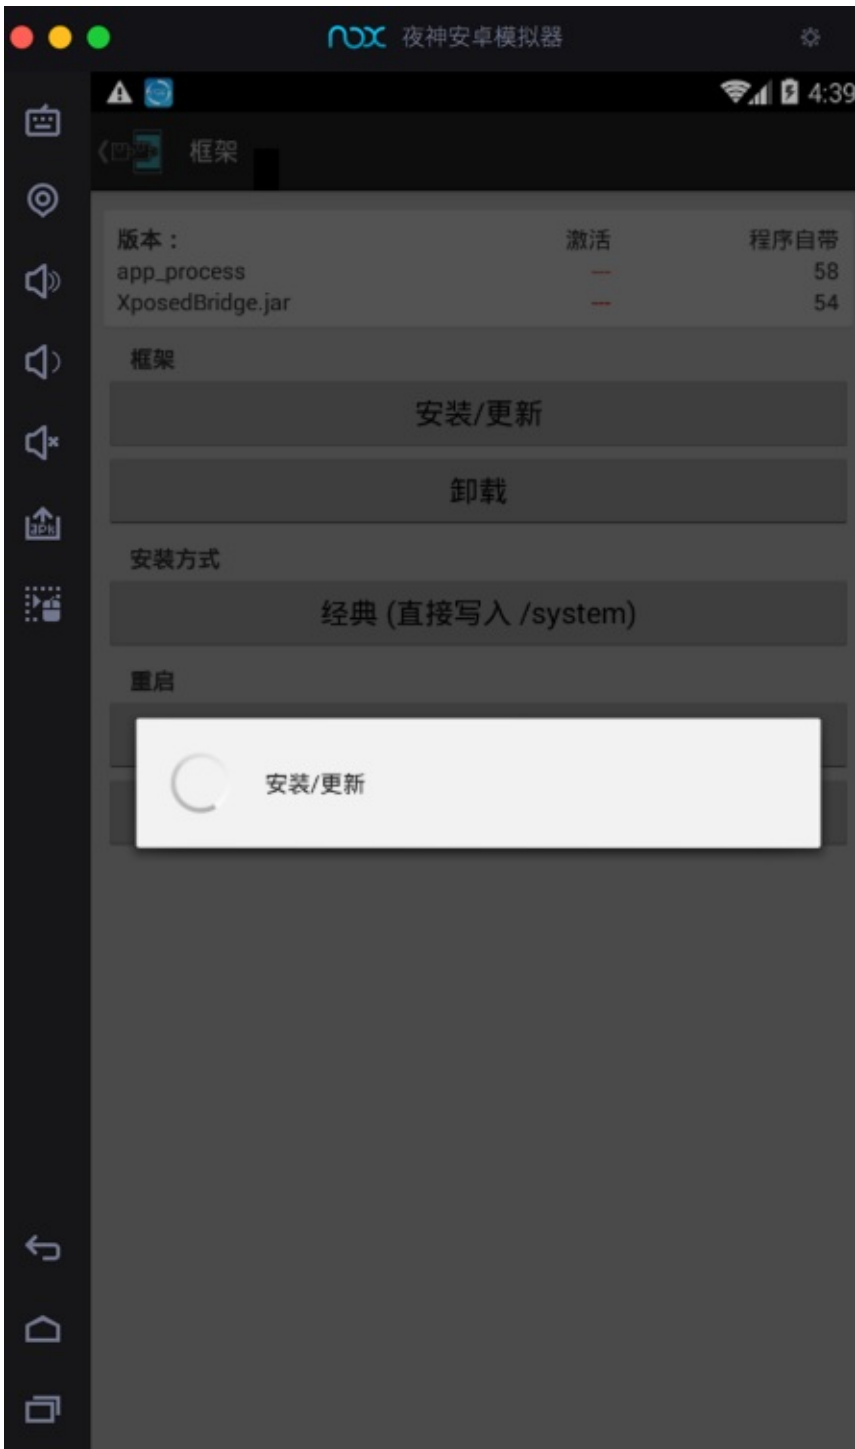 nox 夜神安卓模拟器
4:39
框架
版本： 激活 程序自带
app_process --- 58
XposedBridge.jar --- 54
框架
安装/更新
卸载
安装方式
经典 (直接写入 /system)
重启
安装/更新
apk